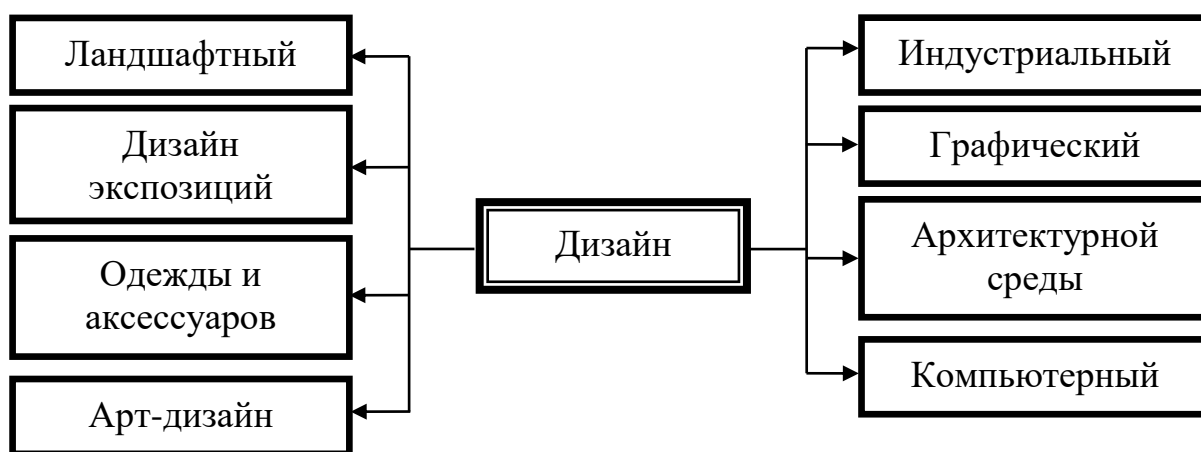 Ландшафтный
Дизайн
экспозиций
Одежды и
аксессуаров
Арт-дизайн
Дизайн
Индустриальный
Графический
Архитектурной
среды
Компьютерный